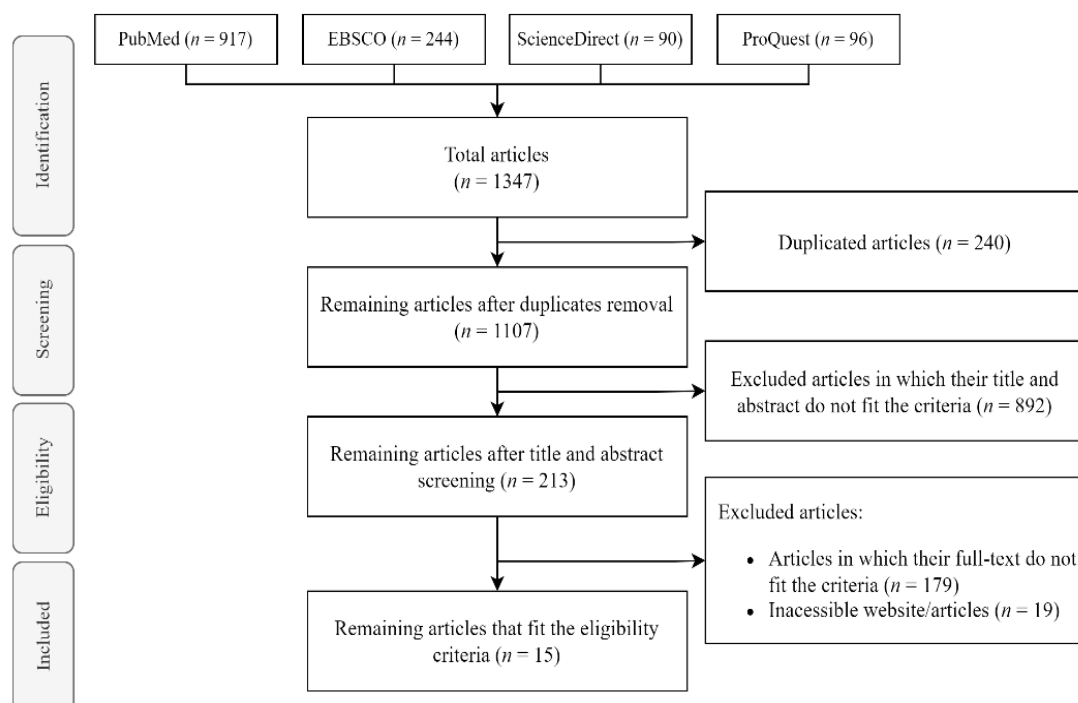 PubMed (n = 917)
EBSCO (n = 244)
ScienceDirect (n = 90)
ProQuest (n = 96)
Identification
Total articles
(n = 1347)
Duplicated articles (n = 240)
Screening
Remaining articles after duplicates removal
(n = 1107)
Excluded articles in which their title and
abstract do not fit the criteria (n = 892)
Eligibility
Remaining articles after title and abstract
screening (n = 213)
Excluded articles:
• Articles in which their full-text do not
fit the criteria (n = 179)
• Inacessible website/articles (n = 19)
Included
Remaining articles that fit the eligibility
criteria (n = 15)